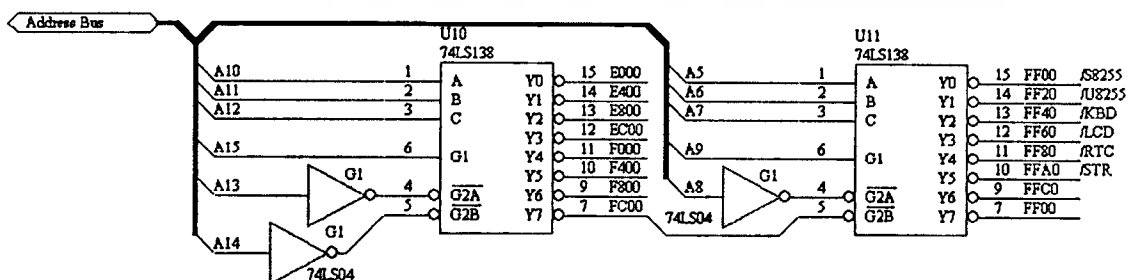 Address Bus
U10
74LS138
A10 1 A Y0 15 E000
A11 2 B Y1 14 E400
A12 3 C Y2 13 E800
Y3 12 EC00
A15 6 G1 Y4 11 F000
Y5 10 F400
A13 G1 4 G2A Y6 9 F800
5 G2B Y7 7 FC00
A14 G1
74LS04
U11
74LS138
A5 1 A Y0 15 FF00 /S8255
A6 2 B Y1 14 FF20 /U8255
A7 3 C Y2 13 FF40 /KBD
Y3 12 FF60 /LCD
A9 6 G1 Y4 11 FF80 /RTC
Y5 10 FFA0 /STR
A8 G1 4 G2A Y6 9 FFC0
74LS04 5 G2B Y7 7 FF00